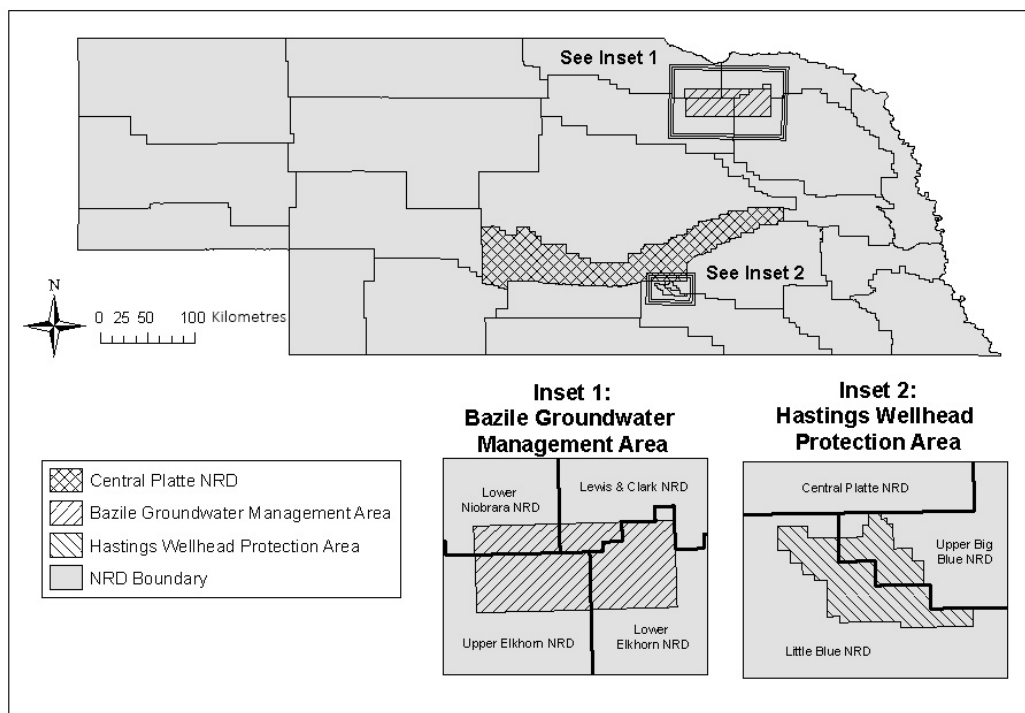 See Inset 1
See Inset 2
N
0 25 50 100 Kilometres
Inset 1:
Bazile Groundwater
Management Area
Inset 2:
Hastings Wellhead
Protection Area
Central Platte NRD
Bazile Groundwater Management Area
Hastings Wellhead Protection Area
NRD Boundary
Lower
Niobrara NRD
Lewis & Clark NRD
Upper Elkhorn NRD
Lower
Elkhorn NRD
Central Platte NRD
Upper Big
Blue NRD
Little Blue NRD